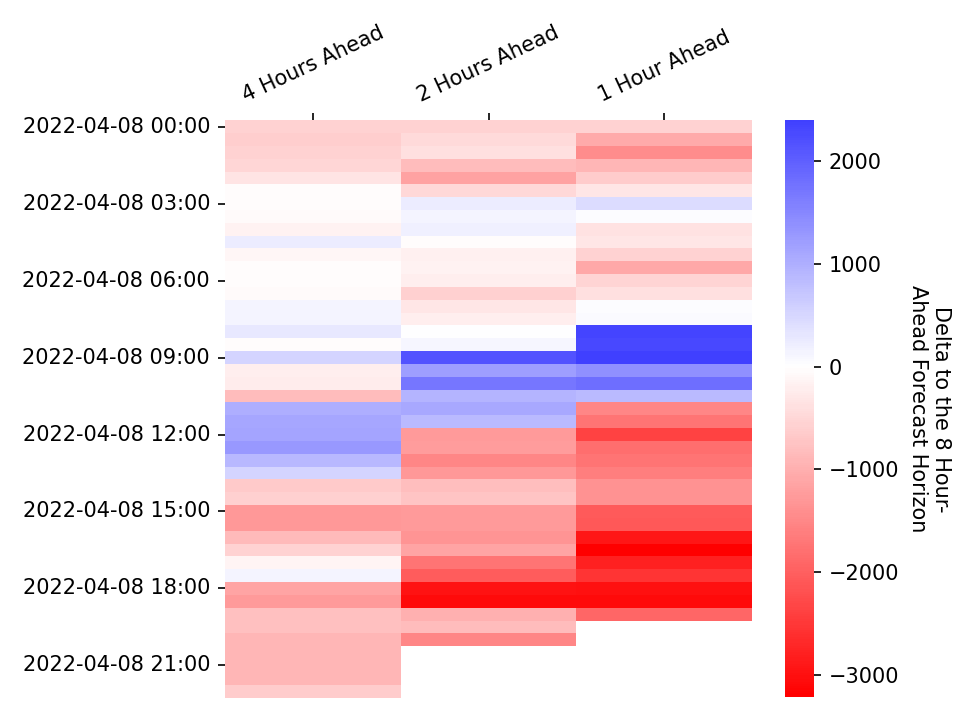 4 Hours Ahead
2 Hours Ahead
1 Hour Ahead
2022-04-08 00:00
2022-04-08 03:00
2022-04-08 06:00
2022-04-08 09:00
2022-04-08 12:00
2022-04-08 15:00
2022-04-08 18:00
2022-04-08 21:00
2000
1000
0
−1000
−2000
−3000
Delta to the 8 Hour-
Ahead Forecast Horizon